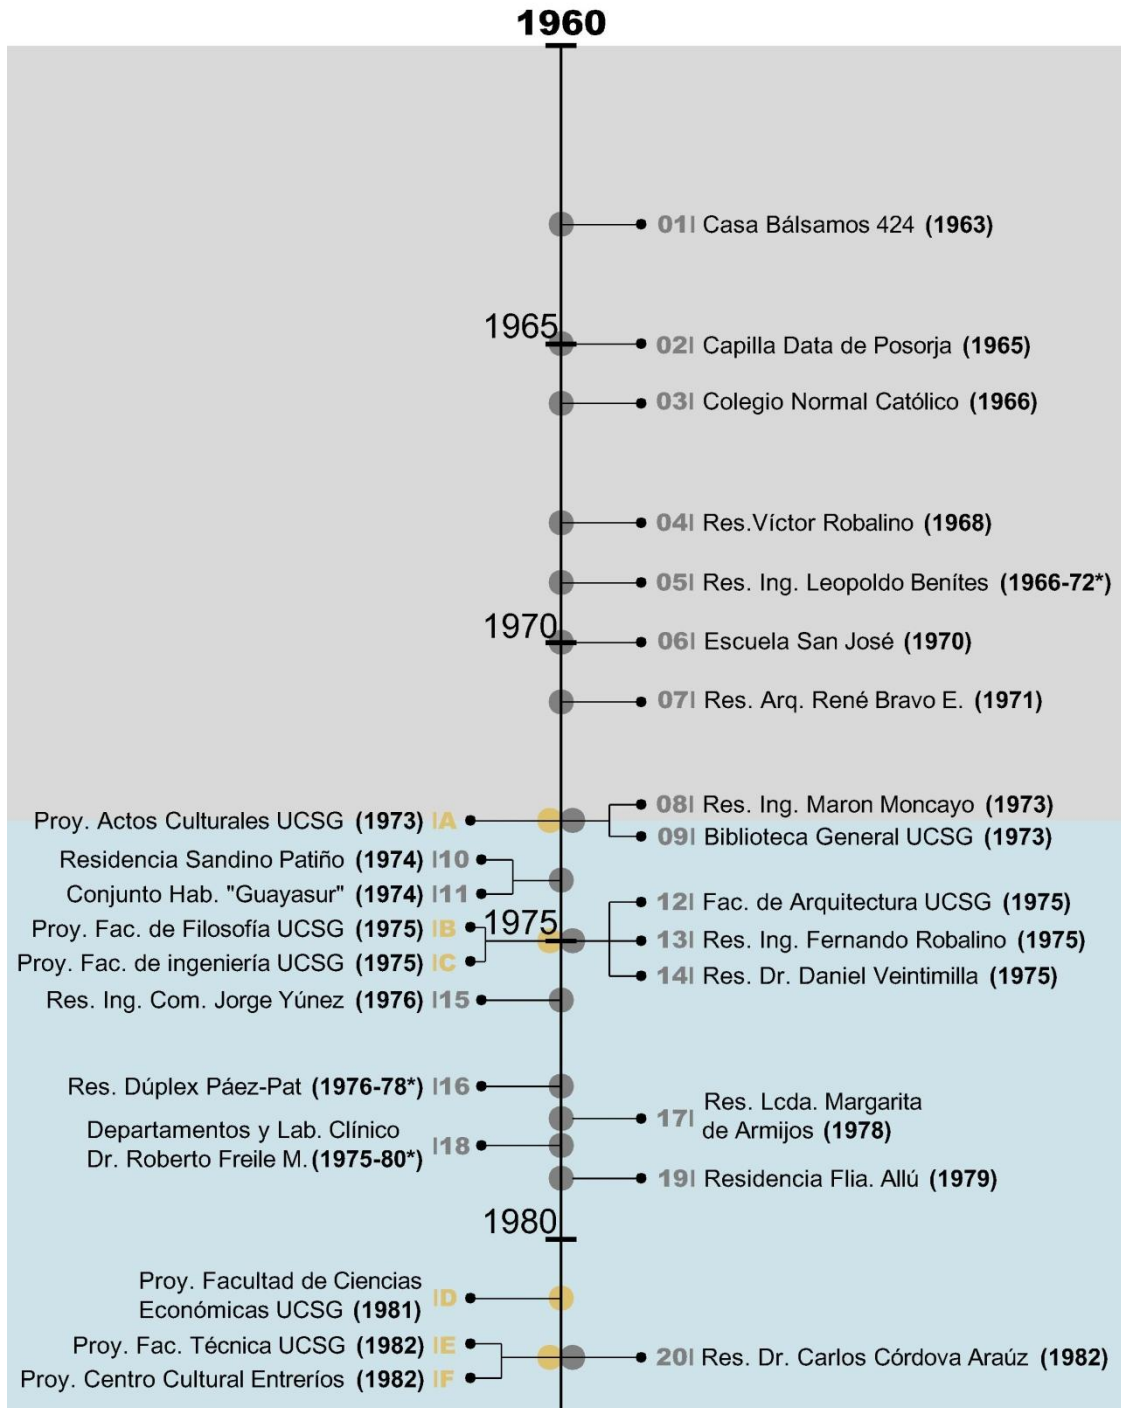 1960
01| Casa Bálsamos 424 (1963)
1965
02| Capilla Data de Posorja (1965)
03| Colegio Normal Católico (1966)
04| Res.Víctor Robalino (1968)
05| Res. Ing. Leopoldo Benítes (1966-72*)
1970
06| Escuela San José (1970)
07| Res. Arq. René Bravo E. (1971)
08| Res. Ing. Maron Moncayo (1973)
Proy. Actos Culturales UCSG (1973) |A
09| Biblioteca General UCSG (1973)
Residencia Sandino Patiño (1974) |10
Conjunto Hab. "Guayasur" (1974) |11
12| Fac. de Arquitectura UCSG (1975)
Proy. Fac. de Filosofía UCSG (1975) |B
1975
13| Res. Ing. Fernando Robalino (1975)
Proy. Fac. de ingeniería UCSG (1975) |C
14| Res. Dr. Daniel Veintimilla (1975)
Res. Ing. Com. Jorge Yúnez (1976) |15
Res. Dúplex Páez-Pat (1976-78*) |16
17| Res. Lcda. Margarita
de Armijos (1978)
Departamentos y Lab. Clínico
Dr. Roberto Freile M. (1975-80*) |18
19| Residencia Flia. Allú (1979)
1980
Proy. Facultad de Ciencias
Económicas UCSG (1981) |D
Proy. Fac. Técnica UCSG (1982) |E
20| Res. Dr. Carlos Córdova Araúz (1982)
Proy. Centro Cultural Entreríos (1982) |F